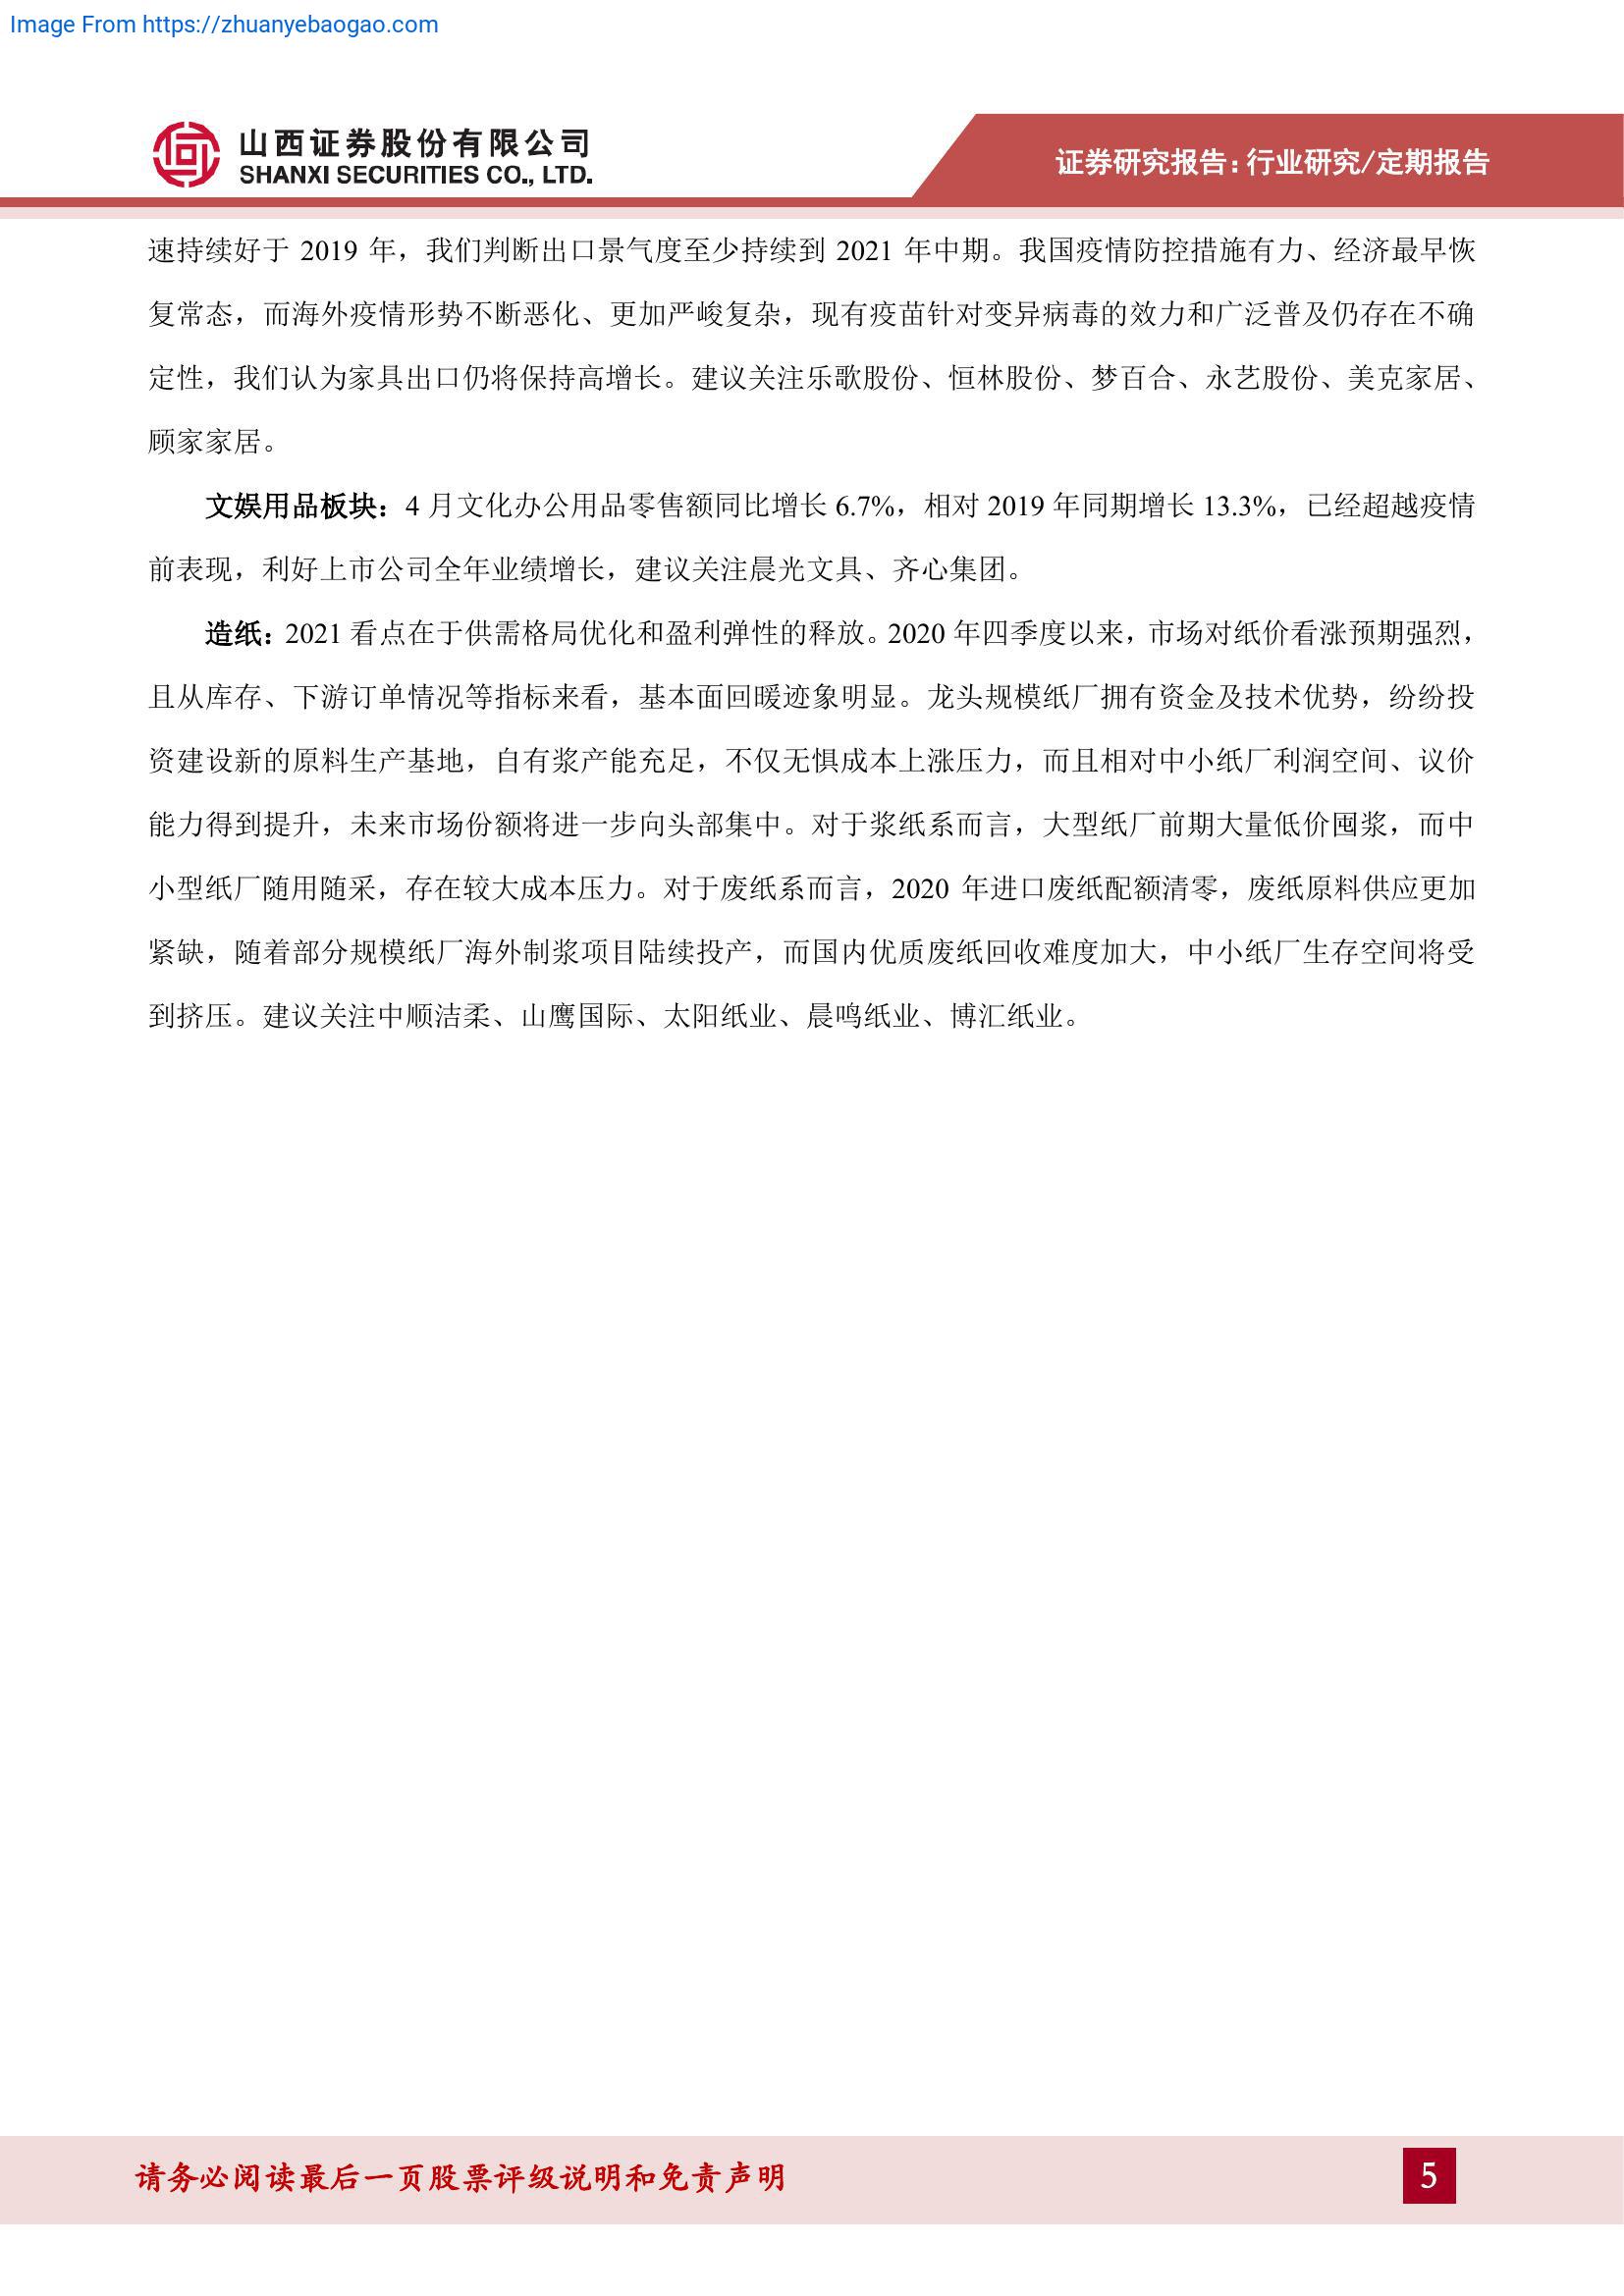 Image From https://zhuanyebaogao.com
山西证券股份有限公司
SHANXI SECURITIES CO., LTD.
证券研究报告：行业研究/定期报告
速持续好于 2019 年，我们判断出口景气度至少持续到 2021 年中期。我国疫情防控措施有力、经济最早恢
复常态，而海外疫情形势不断恶化、更加严峻复杂，现有疫苗针对变异病毒的效力和广泛普及仍存在不确
定性，我们认为家具出口仍将保持高增长。建议关注乐歌股份、恒林股份、梦百合、永艺股份、美克家居、
顾家家居。
文娱用品板块：4 月文化办公用品零售额同比增长 6.7%，相对 2019 年同期增长 13.3%，已经超越疫情
前表现，利好上市公司全年业绩增长，建议关注晨光文具、齐心集团。
造纸：2021 看点在于供需格局优化和盈利弹性的释放。2020 年四季度以来，市场对纸价看涨预期强烈，
且从库存、下游订单情况等指标来看，基本面回暖迹象明显。龙头规模纸厂拥有资金及技术优势，纷纷投
资建设新的原料生产基地，自有浆产能充足，不仅无惧成本上涨压力，而且相对中小纸厂利润空间、议价
能力得到提升，未来市场份额将进一步向头部集中。对于浆纸系而言，大型纸厂前期大量低价囤浆，而中
小型纸厂随用随采，存在较大成本压力。对于废纸系而言，2020 年进口废纸配额清零，废纸原料供应更加
紧缺，随着部分规模纸厂海外制浆项目陆续投产，而国内优质废纸回收难度加大，中小纸厂生存空间将受
到挤压。建议关注中顺洁柔、山鹰国际、太阳纸业、晨鸣纸业、博汇纸业。
请务必阅读最后一页股票评级说明和免责声明
5